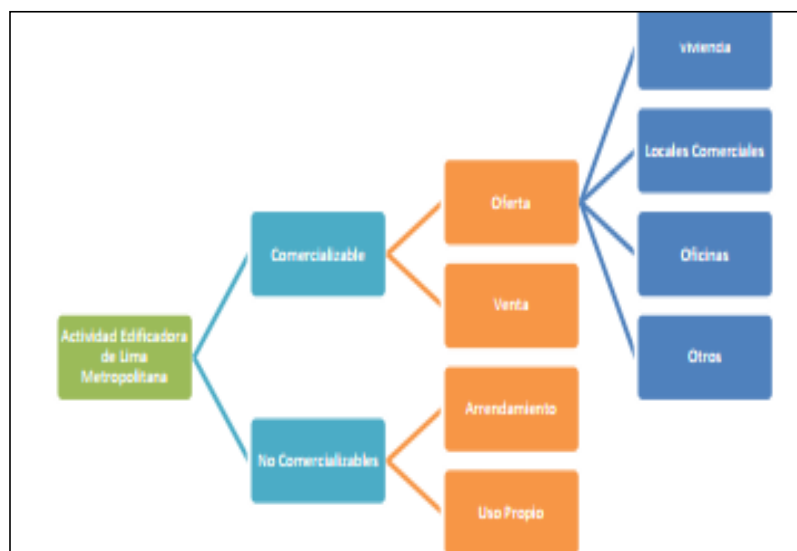 Actividad Edificadora
de Lima
Metropolitana
Comercializable
No Comercializables
Oferta
Venta
Arrendamiento
Uso Propio
vivienda
Locales Comerciales
Oficinas
Otros